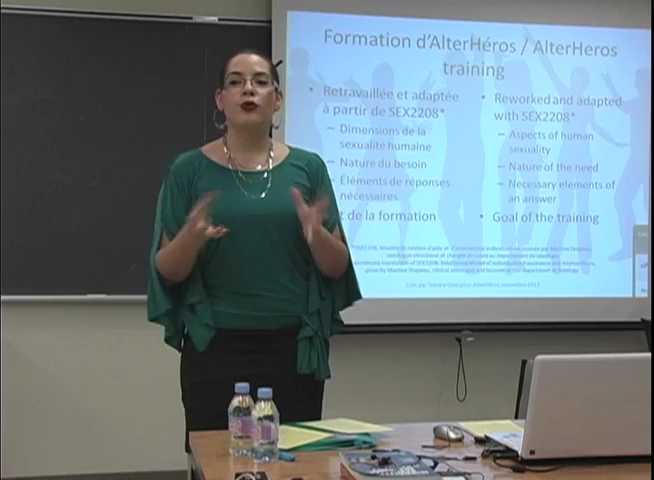 Formation d'AlterHéros / AlterHeros
training
• Retravaillée et adaptée
à partir de SEX2208*
– Dimensions de la
sexualité humaine
– Nature du besoin
Éléments de réponses
nécessaires
t de la formation
• Reworked and adapted
with SEX2208*
– Aspects of human
sexuality
– Nature of the need
– Necessary elements of
an answer
• Goal of the training